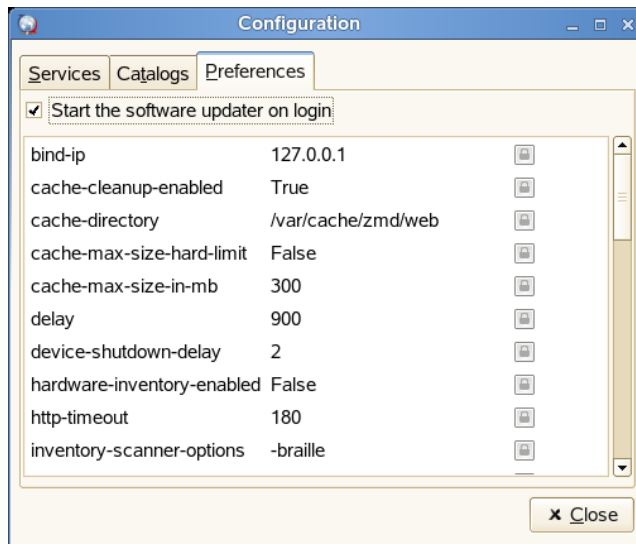 Configuration
Services Catalogs Preferences
Start the software updater on login
bind-ip 127.0.0.1
cache-cleanup-enabled True
cache-directory /var/cache/zmd/web
cache-max-size-hard-limit False
cache-max-size-in-mb 300
delay 900
device-shutdown-delay 2
hardware-inventory-enabled False
http-timeout 180
inventory-scanner-options -braille
Close